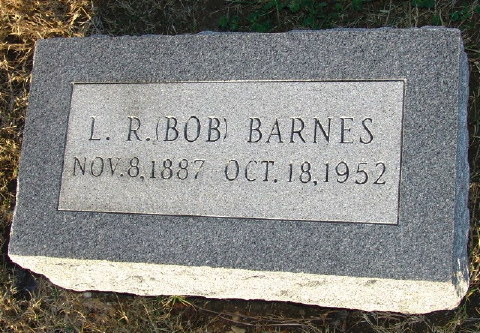 L. R. (BOB) BARNES
NOV. 8, 1887 OCT. 18, 1952